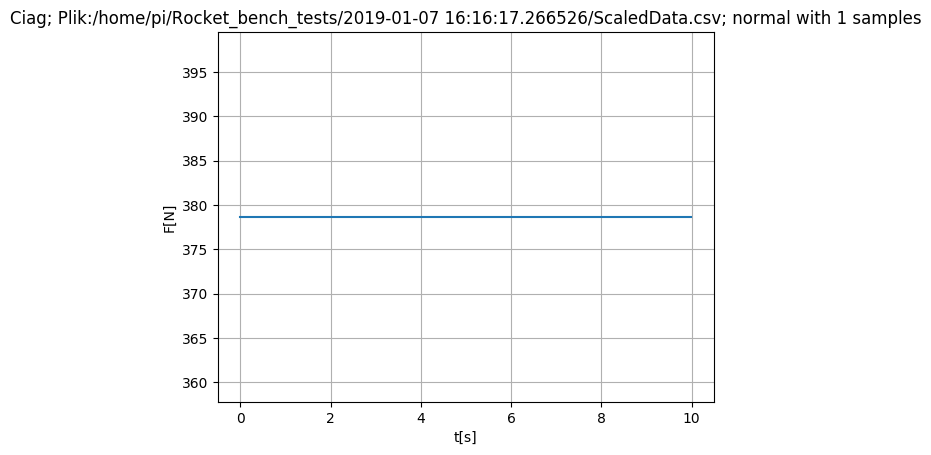 Ciag; Plik:/home/pi/Rocket_bench_tests/2019-01-07 16:16:17.266526/ScaledData.csv; normal with 1 samples
395
390
385
380
375
370
365
360
F[N]
0 2 4 6 8 10
t[s]